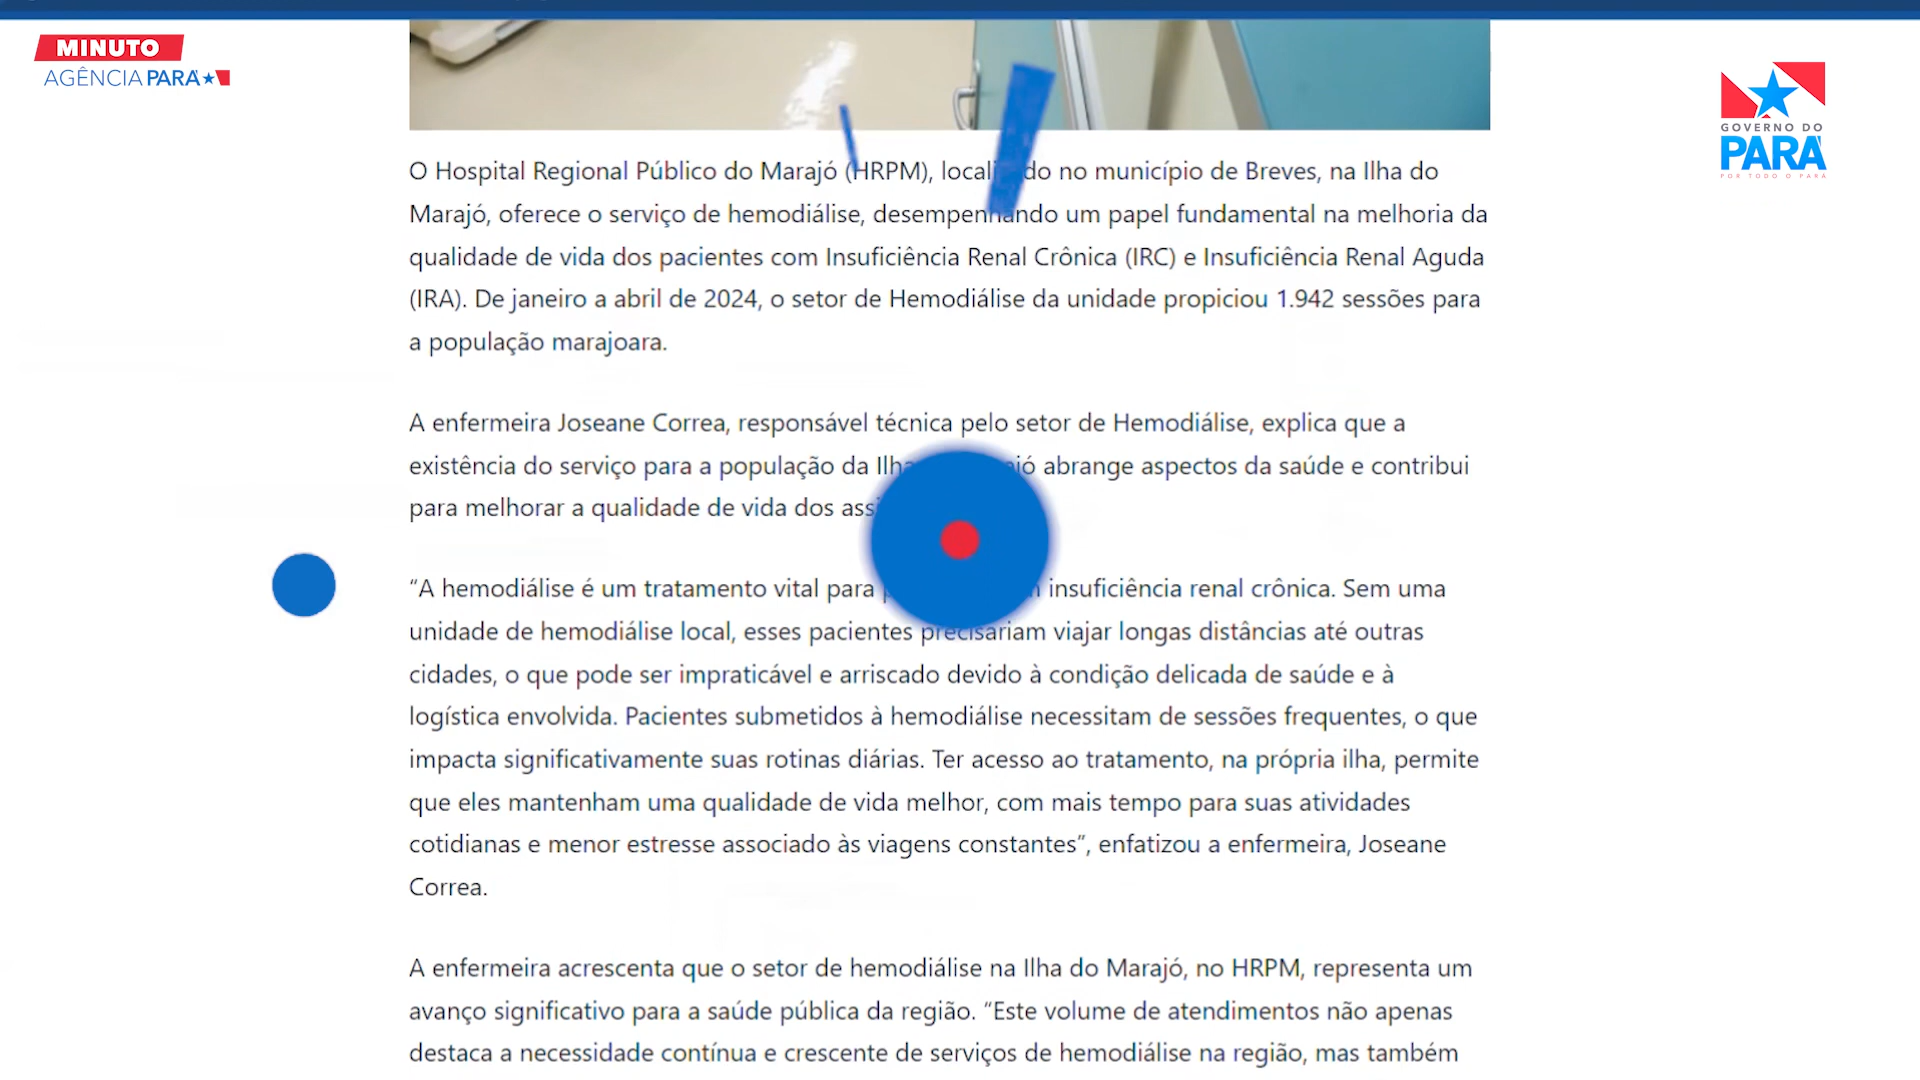 MINUTO
AGÊNCIA PARÁ
GOVERNO DO
PARÁ
POR TODO O PARÁ
O Hospital Regional Público do Marajó (HRPM), localizado no município de Breves, na Ilha do
Marajó, oferece o serviço de hemodiálise, desempenhando um papel fundamental na melhoria da
qualidade de vida dos pacientes com Insuficiência Renal Crônica (IRC) e Insuficiência Renal Aguda
(IRA). De janeiro a abril de 2024, o setor de Hemodiálise da unidade propiciou 1.942 sessões para
a população marajoara.
A enfermeira Joseane Correa, responsável técnica pelo setor de Hemodiálise, explica que a
existência do serviço para a população da Ilha abrange aspectos da saúde e contribui
para melhorar a qualidade de vida dos
“A hemodiálise é um tratamento vital para insuficiência renal crônica. Sem uma
unidade de hemodiálise local, esses pacientes precisariam viajar longas distâncias até outras
cidades, o que pode ser impraticável e arriscado devido à condição delicada de saúde e à
logística envolvida. Pacientes submetidos à hemodiálise necessitam de sessões frequentes, o que
impacta significativamente suas rotinas diárias. Ter acesso ao tratamento, na própria ilha, permite
que eles mantenham uma qualidade de vida melhor, com mais tempo para suas atividades
cotidianas e menor estresse associado às viagens constantes”, enfatizou a enfermeira, Joseane
Correa.
A enfermeira acrescenta que o setor de hemodiálise na Ilha do Marajó, no HRPM, representa um
avanço significativo para a saúde pública da região. “Este volume de atendimentos não apenas
destaca a necessidade contínua e crescente de serviços de hemodiálise na região, mas também